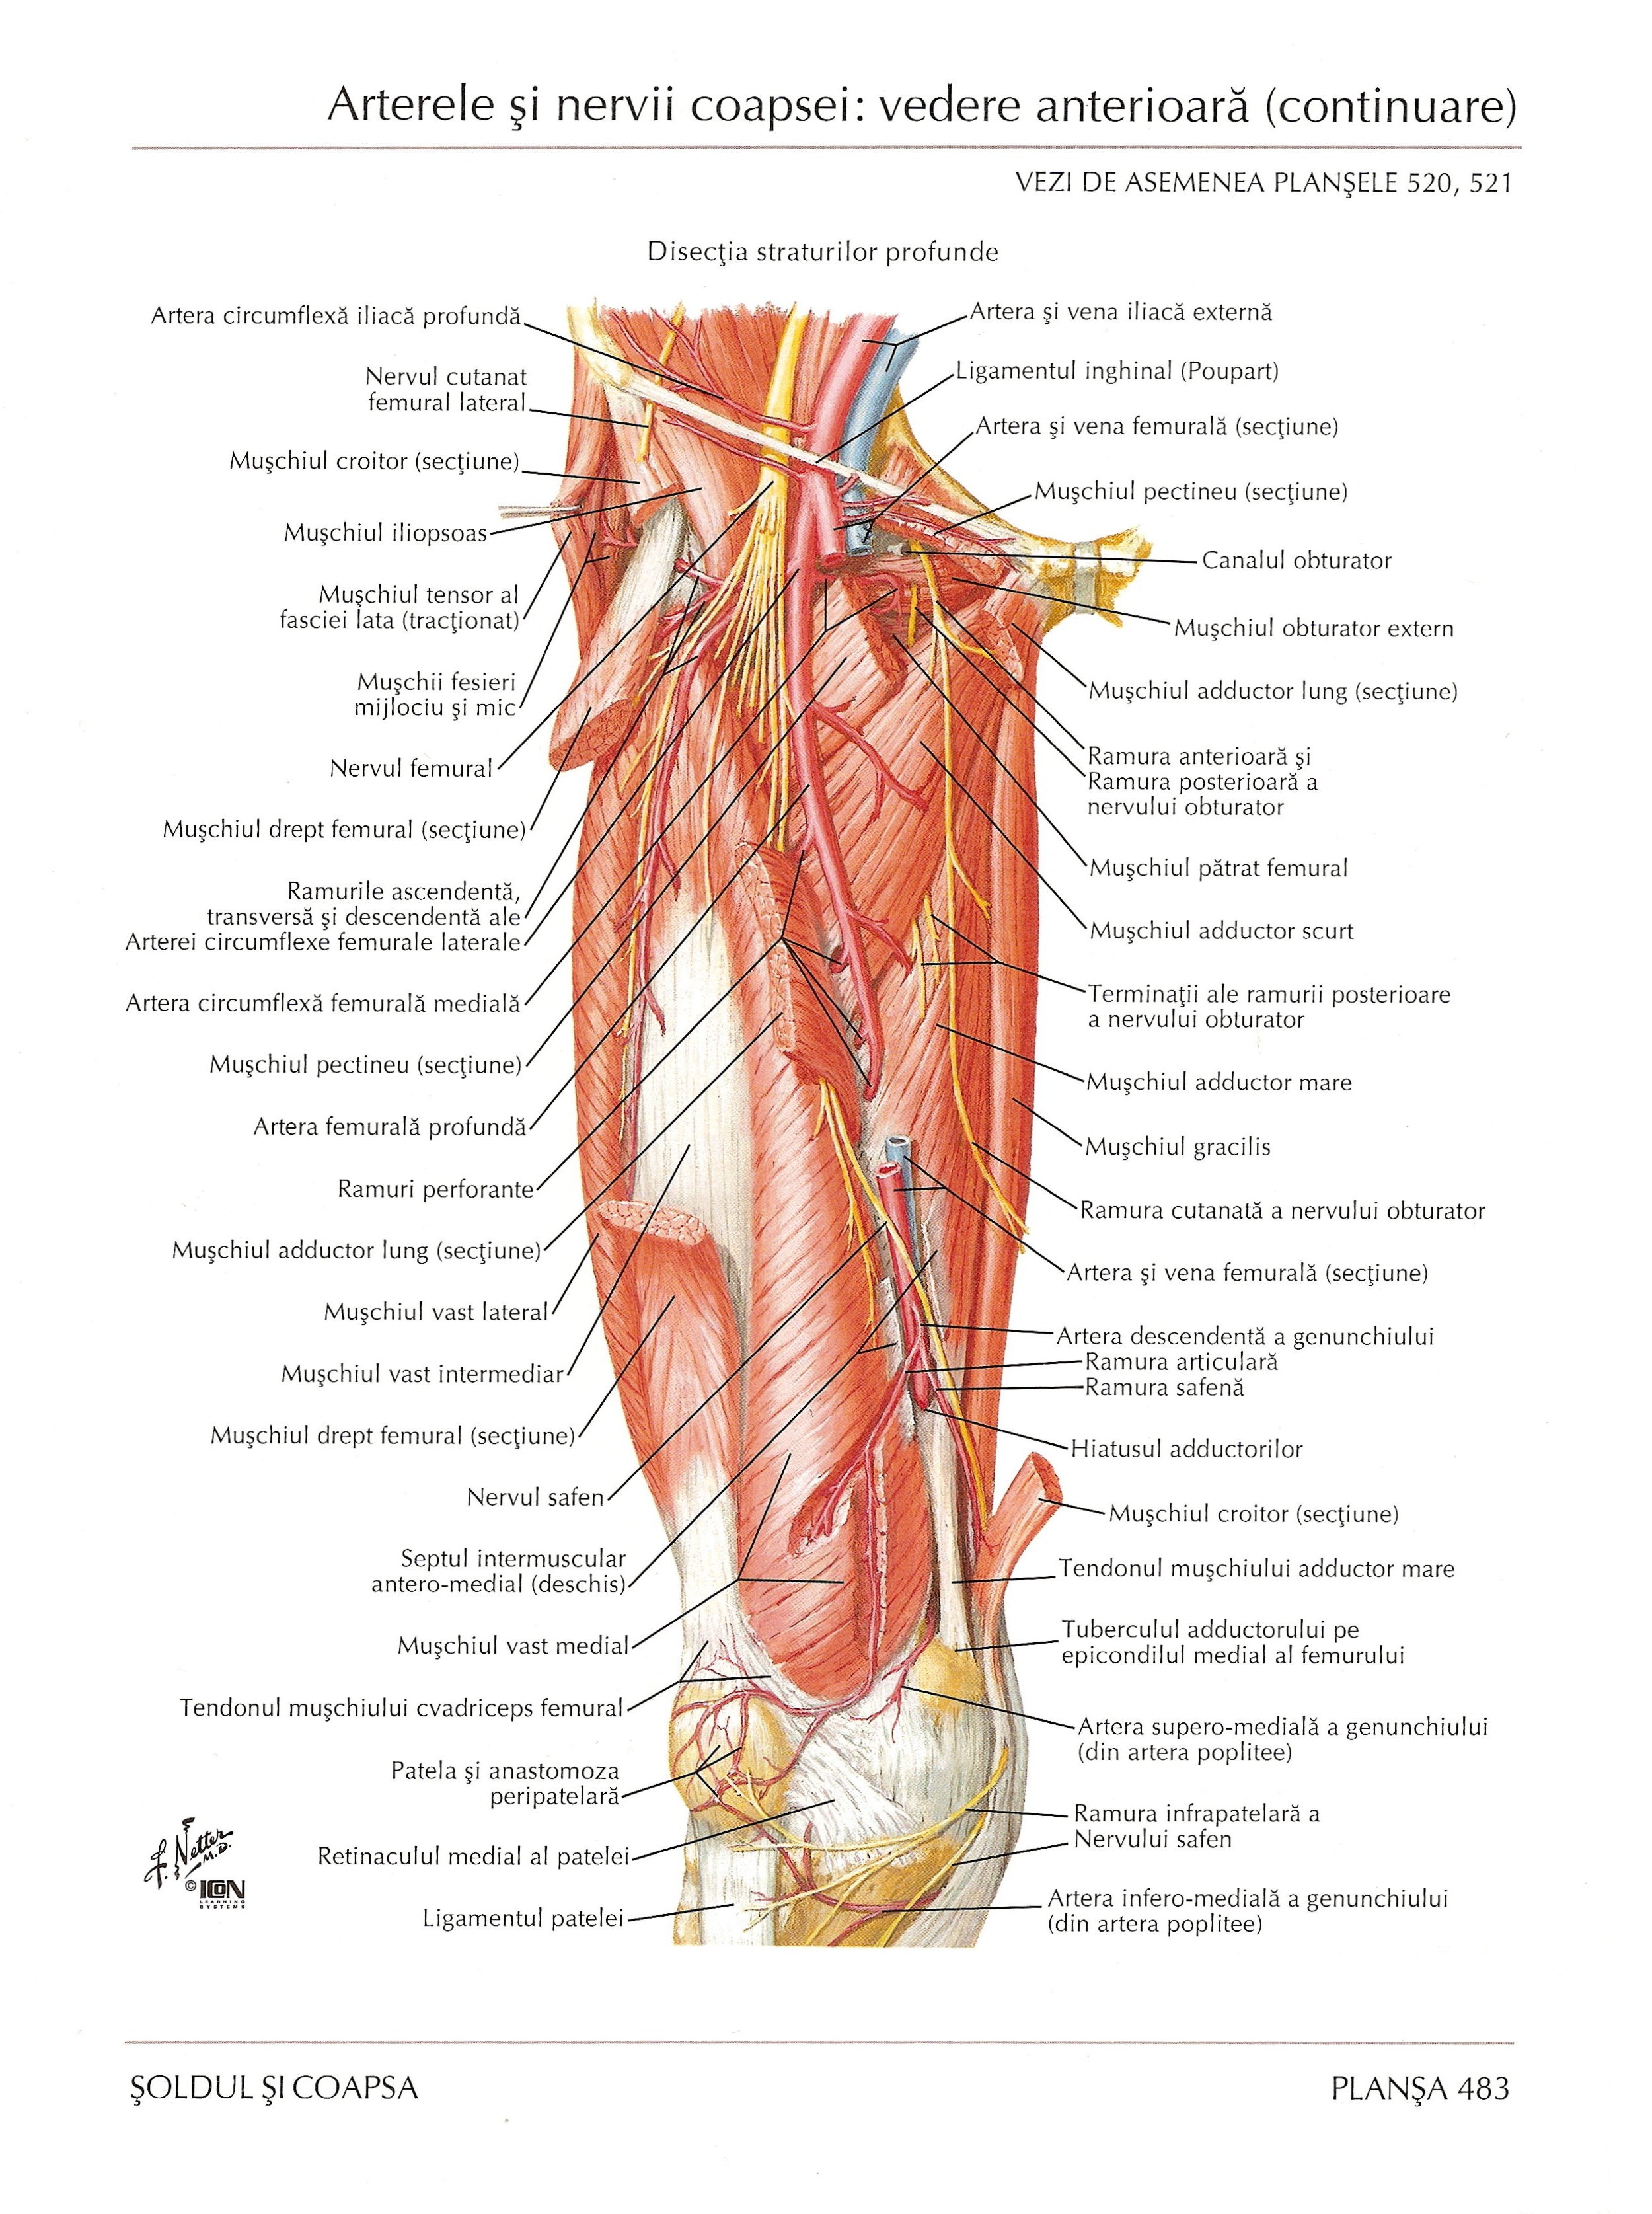 Arterele şi nervii coapsei: vedere anterioară (continuare)
VEZI DE ASEMENEA PLANŞELE 520, 521
Disecţia straturilor profunde
Artera circumflexă iliacă profundă
Nervul cutanat
femural lateral
Muşchiul croitor (secţiune)
Muşchiul iliopsoas
Muşchiul tensor al
fasciei lata (tracţionat)
Muşchii fesieri
mijlociu şi mic
Nervul femural
Muşchiul drept femural (secţiune)
Ramurile ascendentă,
transversă şi descendentă ale
Arterei circumflexe femurale laterale
Artera circumflexă femurală medială
Muşchiul pectineu (secţiune)
Artera femurală profundă
Ramuri perforante
Muşchiul adductor lung (secţiune)
Muşchiul vast lateral
Muşchiul vast intermediar
Muşchiul drept femural (secţiune)
Nervul safen
Septul intermuscular
antero-medial (deschis)
Muşchiul vast medial
Tendonul muşchiului cvadriceps femural
Patela şi anastomoza
peripatelară
Retinaculul medial al patelei
Ligamentul patelei
Artera şi vena iliacă externă
Ligamentul inghinal (Poupart)
Artera şi vena femurală (secţiune)
Muşchiul pectineu (secţiune)
Canalul obturator
Muşchiul obturator extern
Muşchiul adductor lung (secţiune)
Ramura anterioară şi
Ramura posterioară a
nervului obturator
Muşchiul pătrat femural
Muşchiul adductor scurt
Terminaţii ale ramurii posterioare
a nervului obturator
Muşchiul adductor mare
Muşchiul gracilis
Ramura cutanată a nervului obturator
Artera şi vena femurală (secţiune)
Artera descendentă a genunchiului
Ramura articulară
Ramura safenă
Hiatusul adductorilor
Muşchiul croitor (secţiune)
Tendonul muşchiului adductor mare
Tuberculul adductorului pe
epicondilul medial al femurului
Artera supero-medială a genunchiului
(din artera poplitee)
Ramura infrapatelară a
Nervului safen
Artera infero-medială a genunchiului
(din artera poplitee)
F. Netter
M.D.
© ICON
LEARNING
SYSTEMS
ŞOLDUL ŞI COAPSA
PLANŞA 483